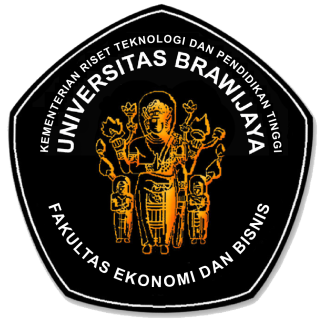 KEMENTERIAN RISET TEKNOLOGI DAN PENDIDIKAN TINGGI
UNIVERSITAS BRAWIJAYA
FAKULTAS EKONOMI DAN BISNIS